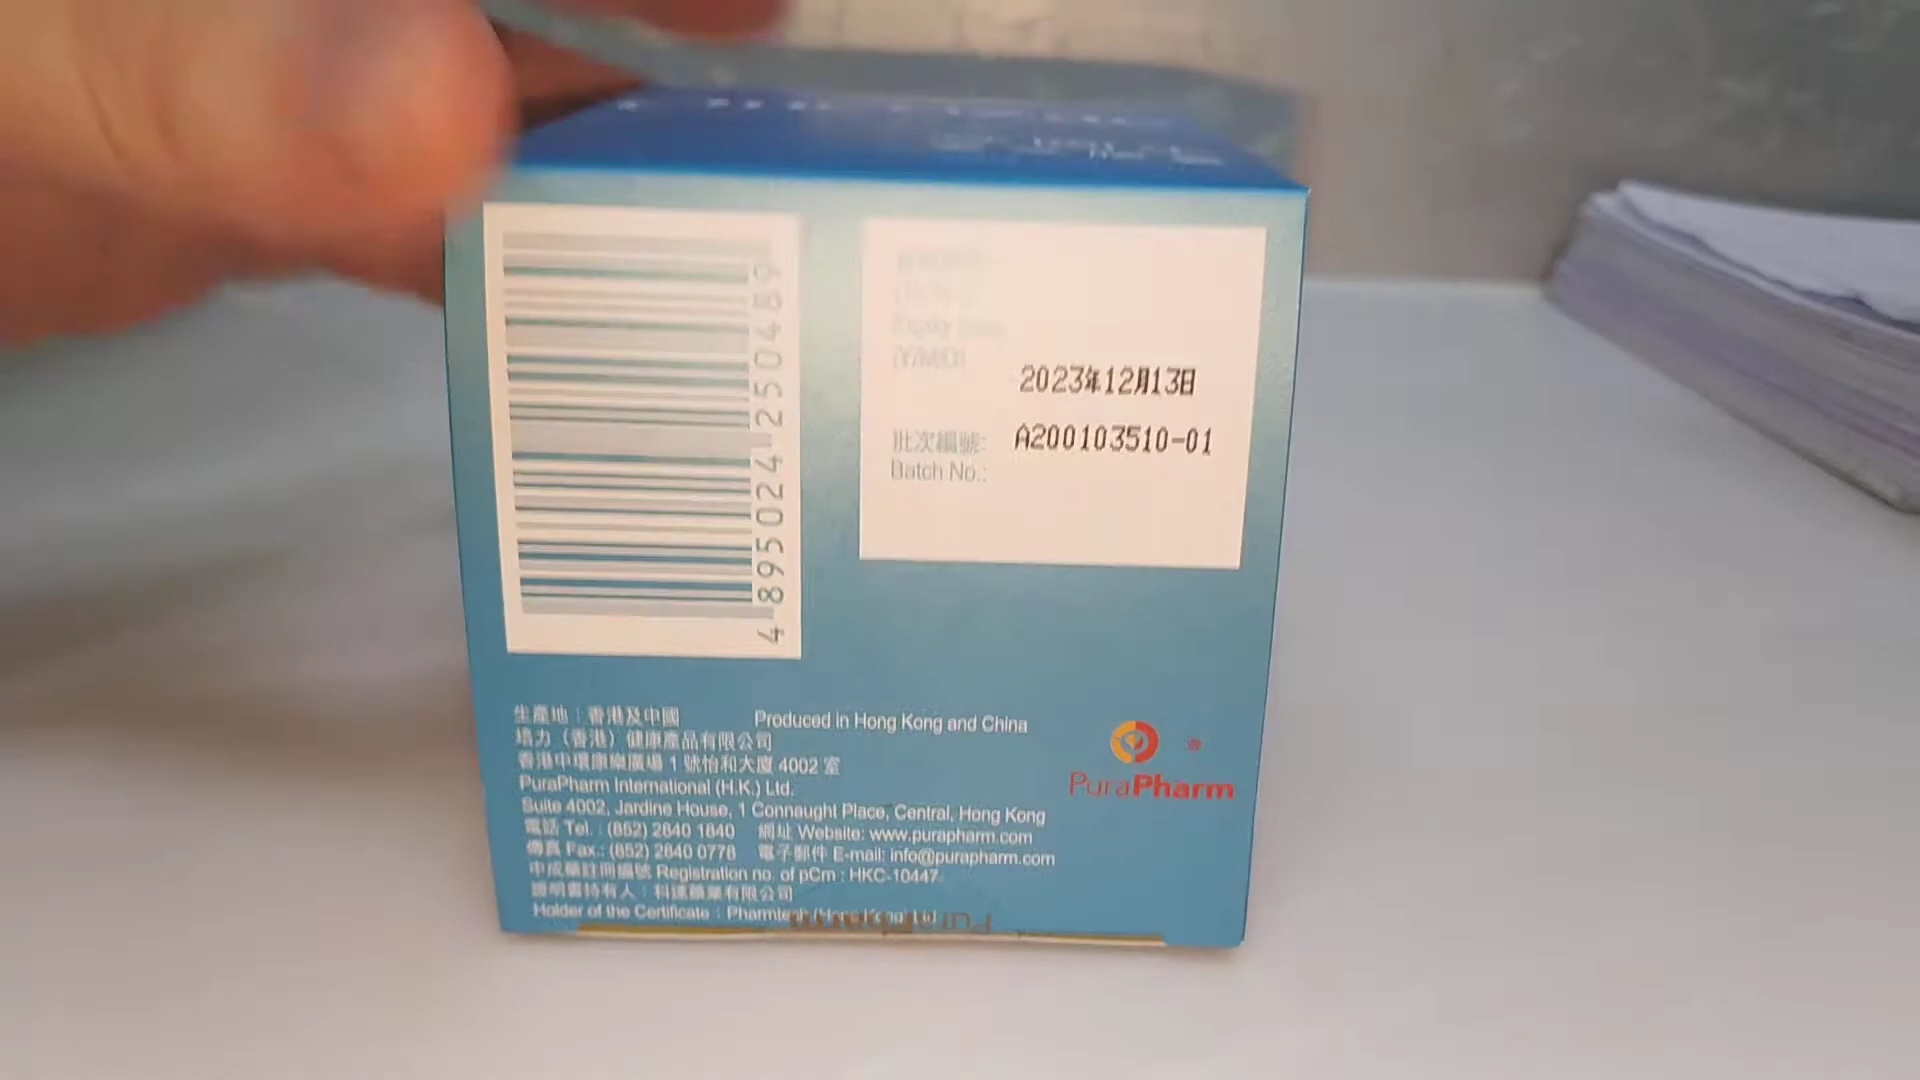 4 895024 250489
Expiry Date
(Y/M/D)
2023年12月13日
批次編號: A200103510-01
Batch No.:
生產地：香港及中國 Produced in Hong Kong and China
培力（香港）健康產品有限公司
香港中環康樂廣場 1 號怡和大廈 4002 室
PuraPharm International (H.K.) Ltd.
Suite 4002, Jardine House, 1 Connaught Place, Central, Hong Kong
電話 Tel. : (852) 2840 1840 網址 Website: www.purapharm.com
傳真 Fax.: (852) 2840 0778 電子郵件 E-mail: info@purapharm.com
中成藥註冊編號 Registration no. of pCm : HKC-10447
證明書持有人：科達藥業有限公司
Holder of the Certificate : Pharmtech (Hong Kong) Ltd
PuraPharm